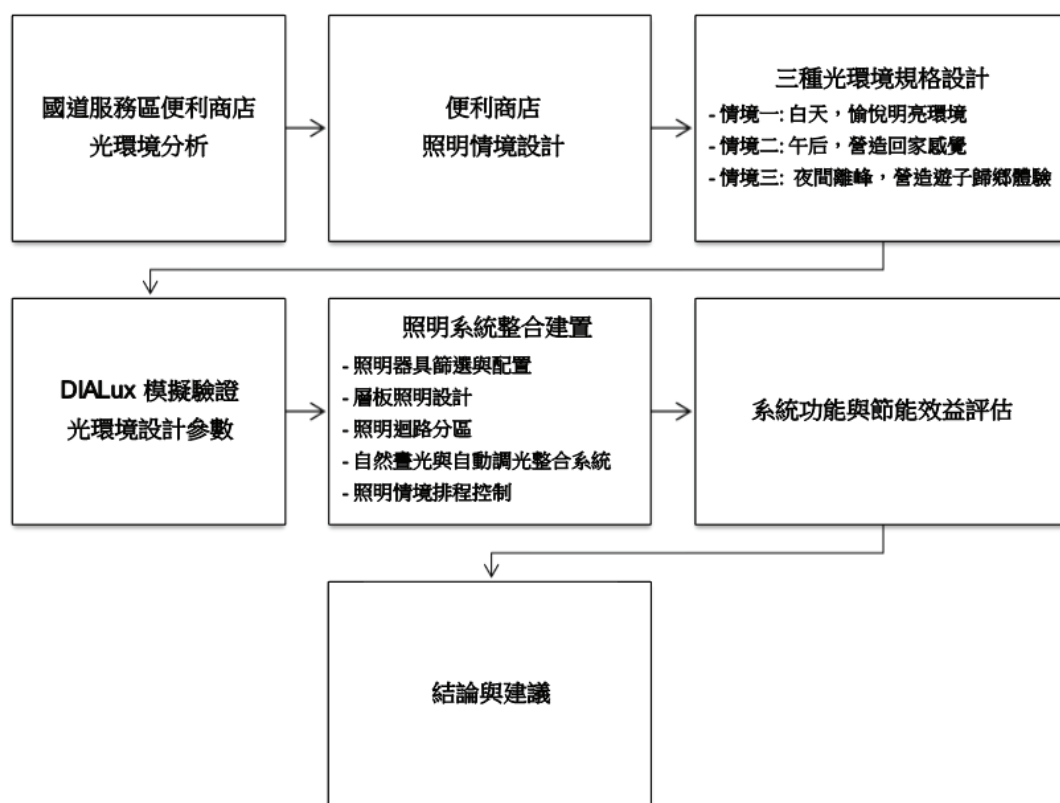 國道服務區便利商店
光環境分析
便利商店
照明情境設計
三種光環境規格設計
- 情境一: 白天，愉悅明亮環境
- 情境二: 午后，營造回家感覺
- 情境三: 夜間離峰，營造遊子歸鄉體驗
DIALux 模擬驗證
光環境設計參數
照明系統整合建置
- 照明器具篩選與配置
- 層板照明設計
- 照明迴路分區
- 自然晝光與自動調光整合系統
- 照明情境排程控制
系統功能與節能效益評估
結論與建議